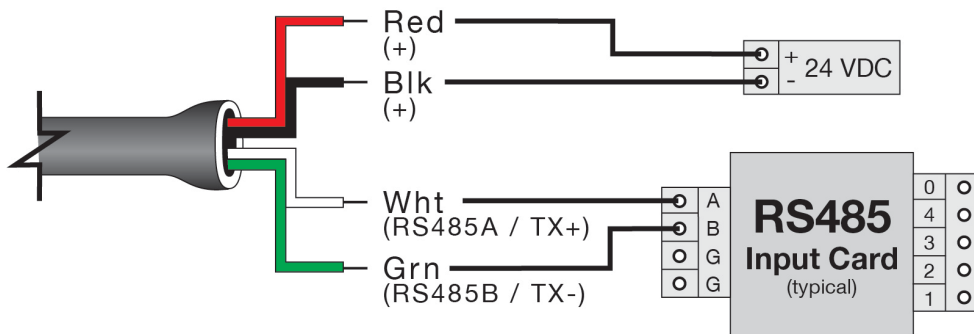 Red
(+)
Blk
(+)
+
-
24 VDC
Wht
(RS485A / TX+)
Grn
(RS485B / TX-)
A
B
G
G
RS485
Input Card
(typical)
0
4
3
2
1